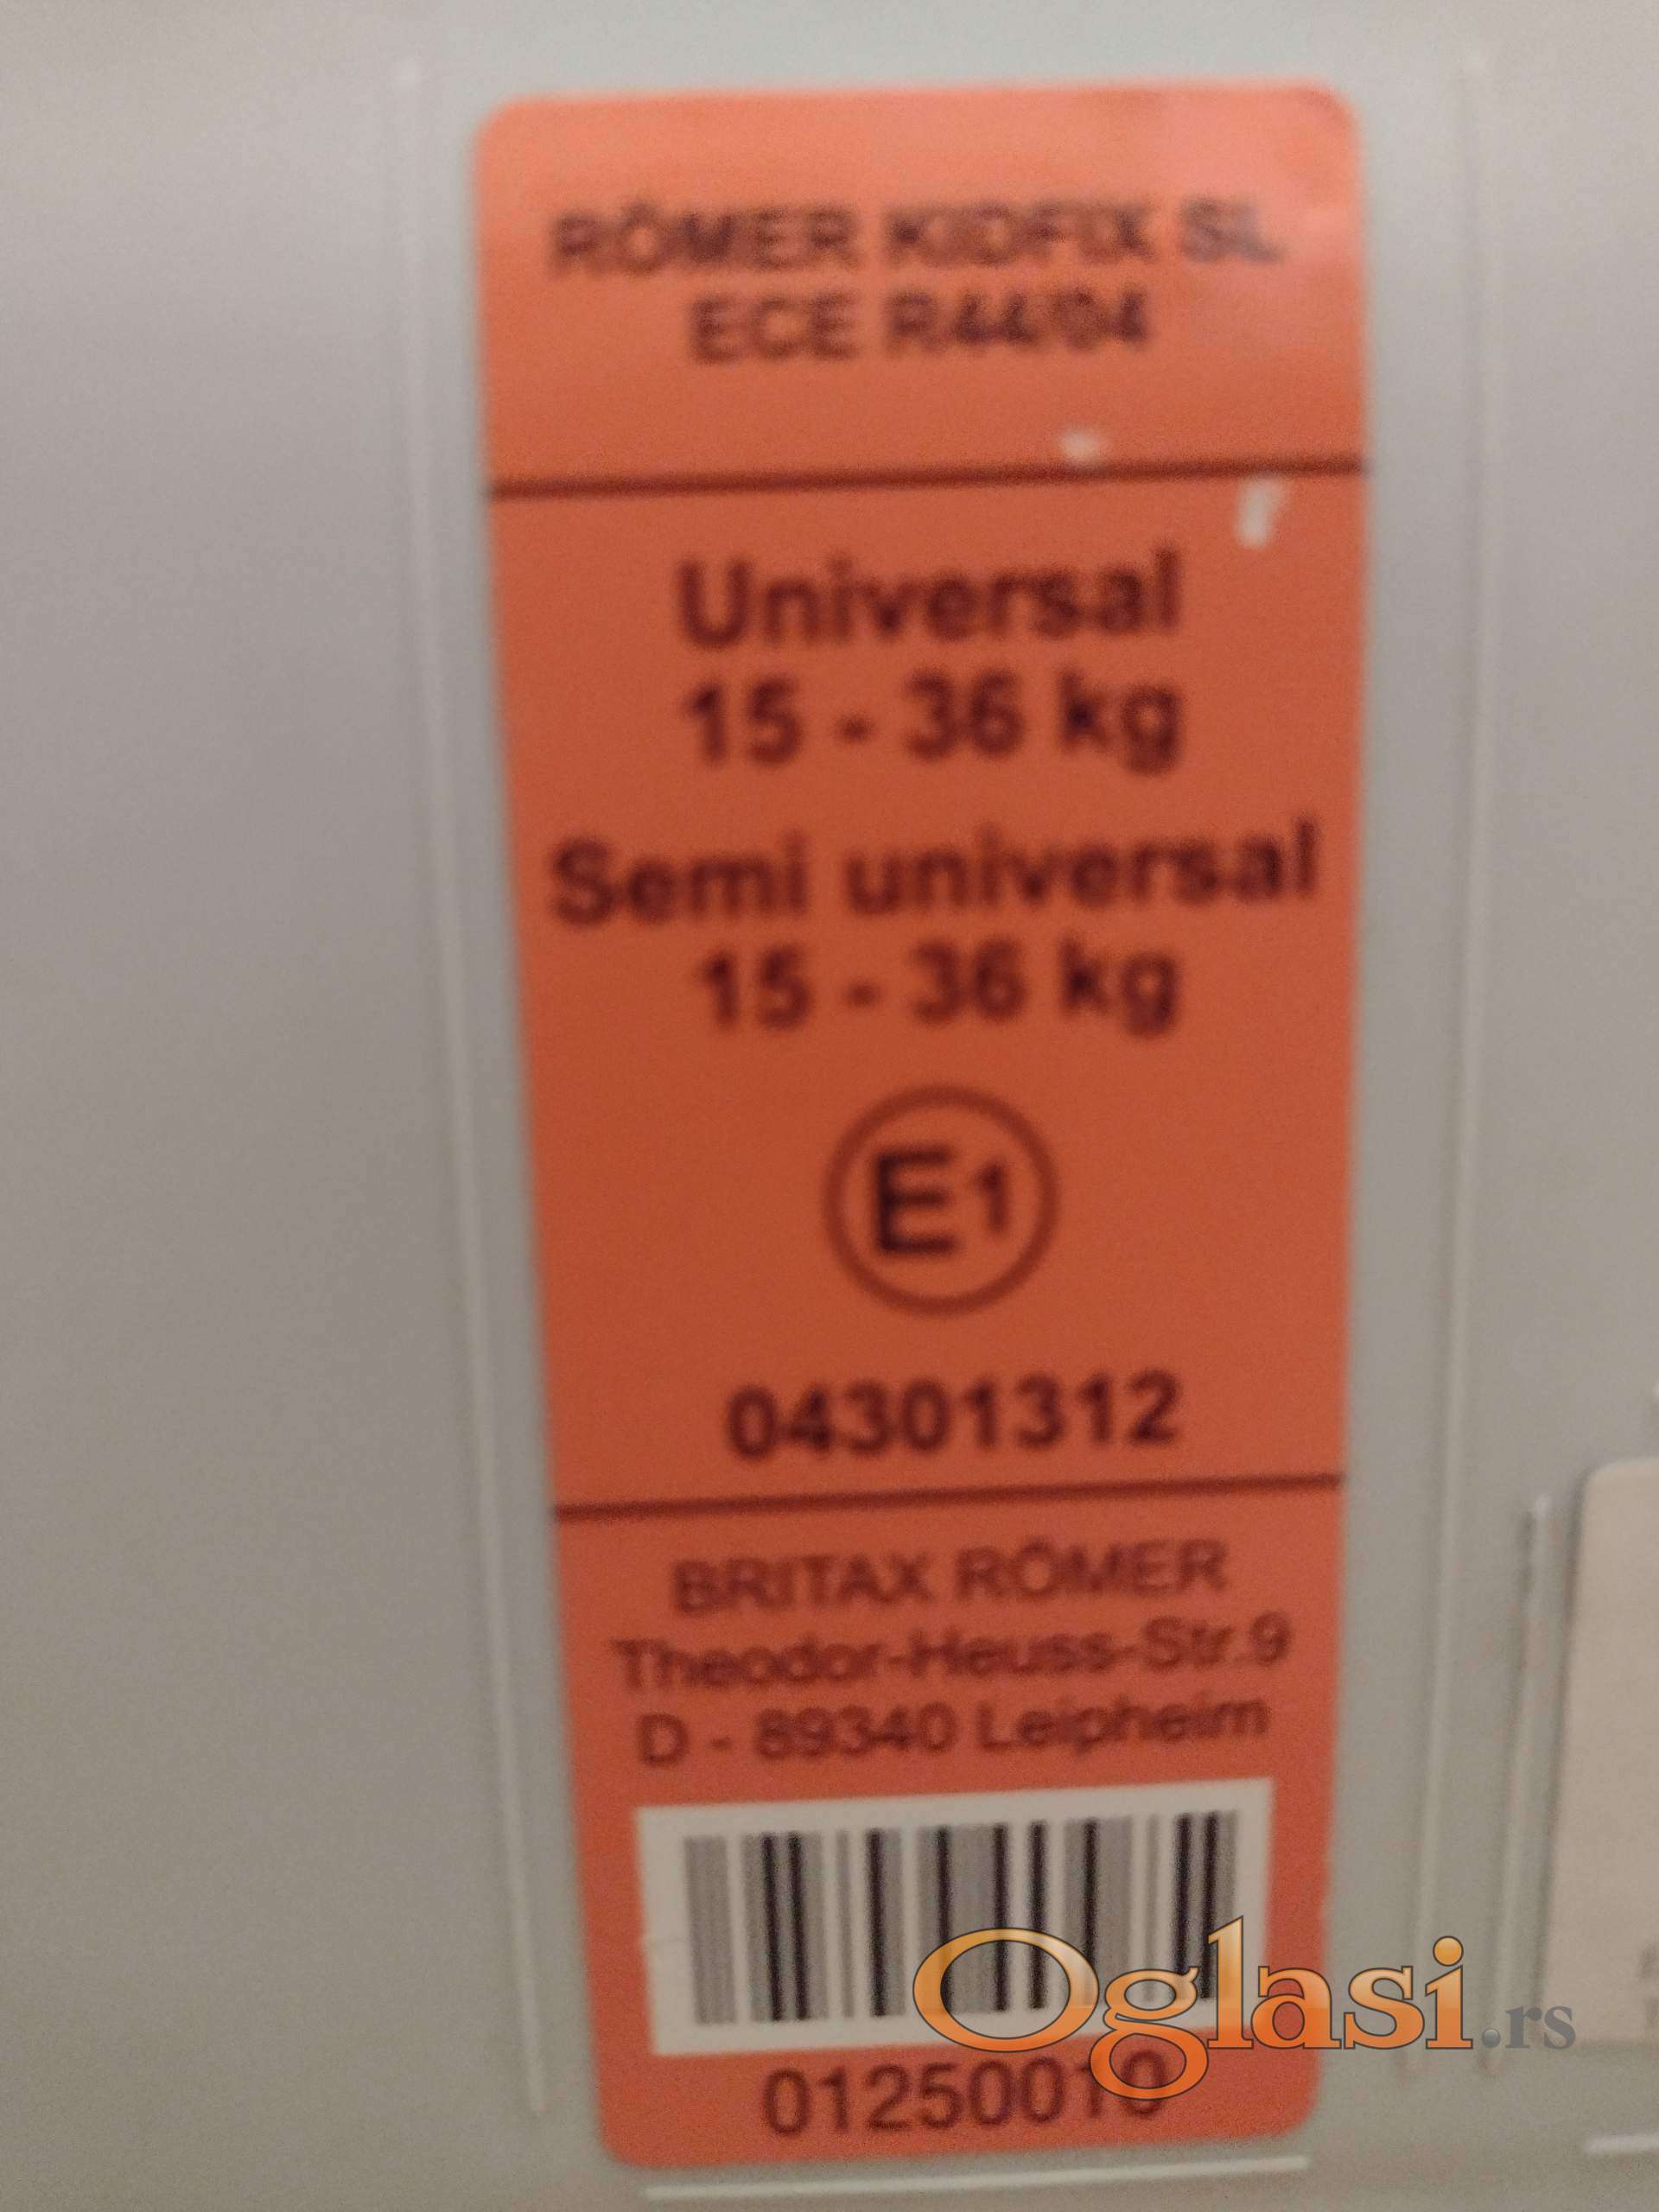 RÖMER KIDFIX SL
ECE R44/04
Universal
15 - 36 kg
Semi universal
15 - 36 kg
E1
04301312
BRITAX RÖMER
Theodor-Heuss-Str.9
D - 89340 Leipheim
01250010
Oglasi.rs